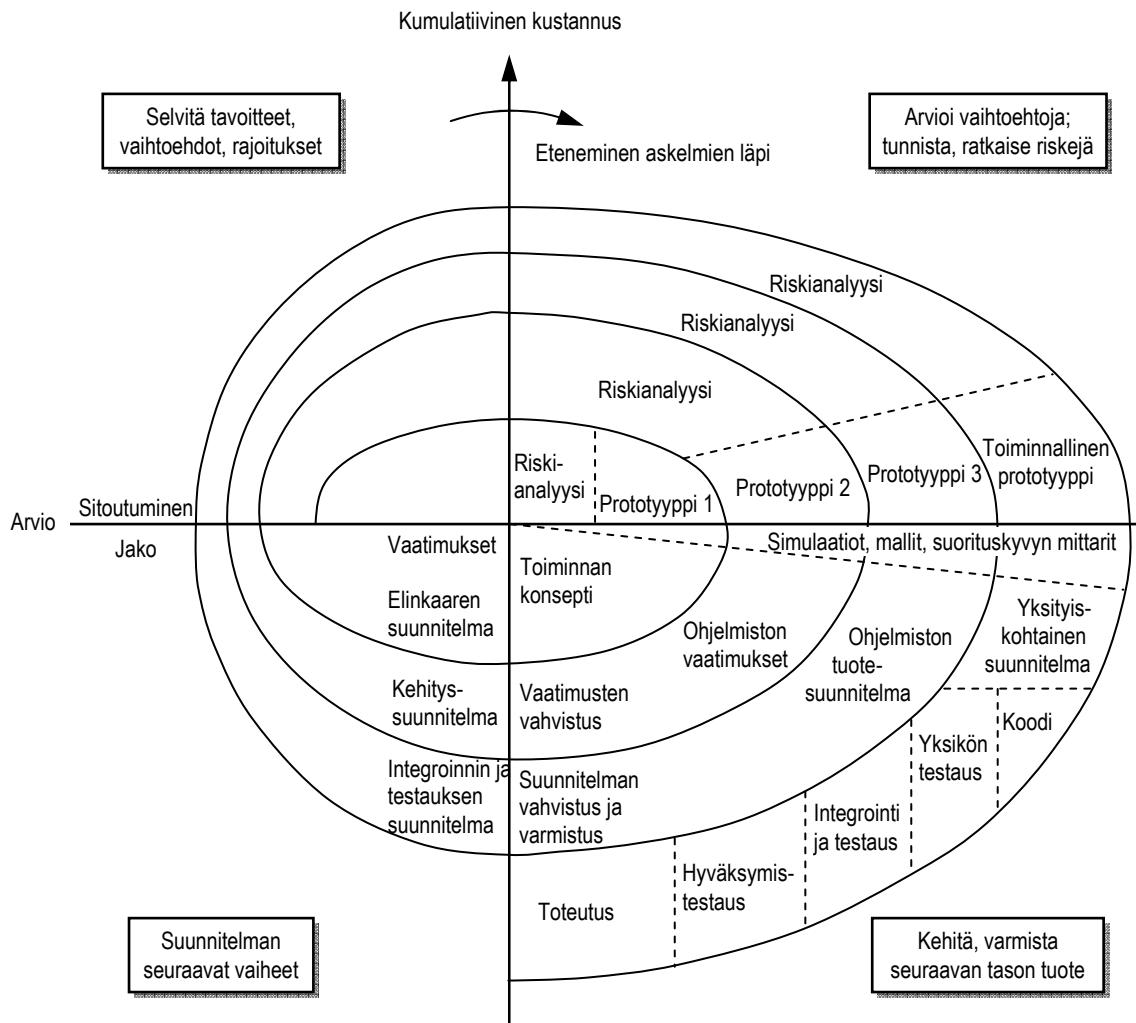 Kumulatiivinen kustannus
Selvitä tavoitteet,
vaihtoehdot, rajoitukset
Eteneminen askelmien läpi
Arvioi vaihtoehtoja;
tunnista, ratkaise riskejä
Riskianalyysi
Riskianalyysi
Riskianalyysi
Riski-
analyysi
Prototyyppi 1
Prototyyppi 2
Prototyyppi 3
Toiminnallinen
prototyyppi
Arvio
Sitoutuminen
Jako
Simulaatiot, mallit, suorituskyvyn mittarit
Vaatimukset
Elinkaaren
suunnitelma
Toiminnan
konsepti
Kehitys-
suunnitelma
Vaatimusten
vahvistus
Ohjelmiston
vaatimukset
Ohjelmiston
tuote-
suunnitelma
Yksityis-
kohtainen
suunnitelma
Koodi
Yksikön
testaus
Integroinnin ja
testauksen
suunnitelma
Suunnitelman
vahvistus ja
varmistus
Integrointi
ja testaus
Hyväksymis-
testaus
Toteutus
Suunnitelman
seuraavat vaiheet
Kehitä, varmista
seuraavan tason tuote